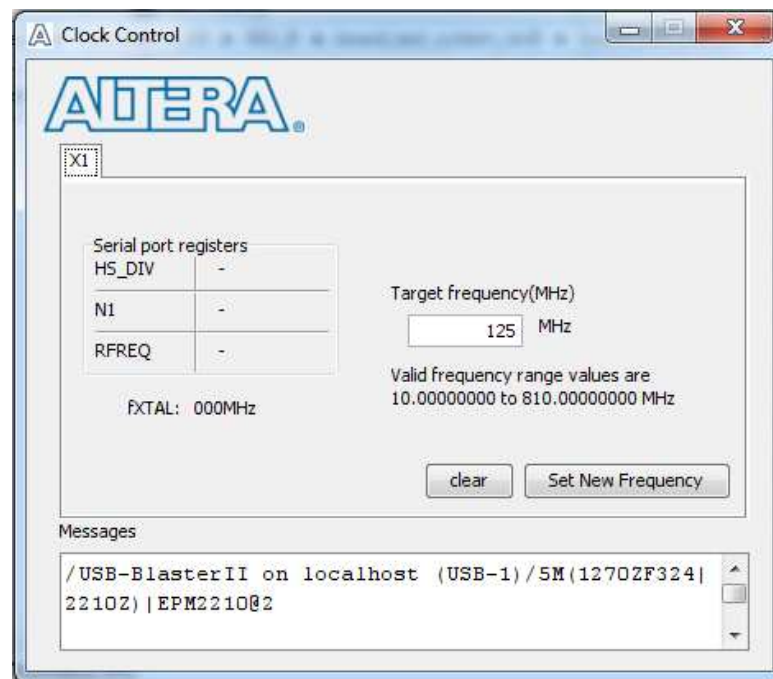 Clock Control
ALTERA®
X1
Serial port registers
HS_DIV -
N1 -
RFREQ -
fXTAL: 000MHz
Target frequency(MHz)
125 MHz
Valid frequency range values are
10.00000000 to 810.00000000 MHz
clear
Set New Frequency
Messages
/USB-BlasterII on localhost (USB-1)/5M(1270ZF324|
2210Z)|EPM2210@2